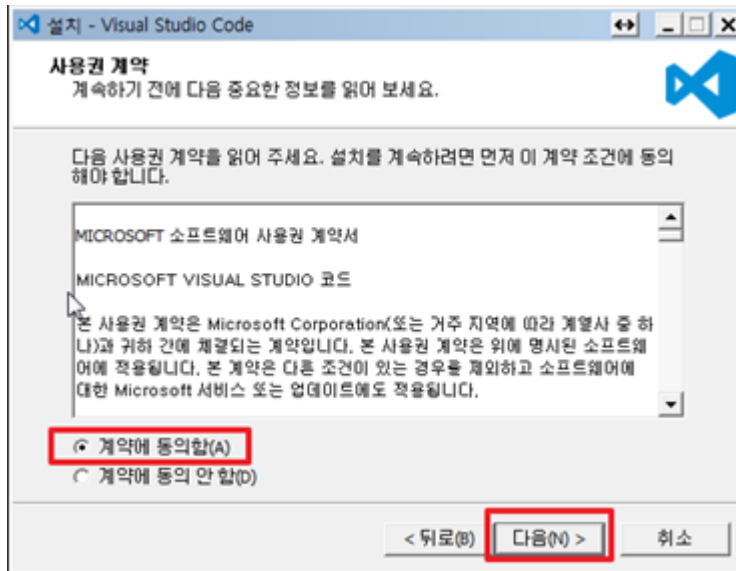 설치 - Visual Studio Code
사용권 계약
계속하기 전에 다음 중요한 정보를 읽어 보세요.
다음 사용권 계약을 읽어 주세요. 설치를 계속하려면 먼저 이 계약 조건에 동의
해야 합니다.
MICROSOFT 소프트웨어 사용권 계약서
MICROSOFT VISUAL STUDIO 코드
본 사용권 계약은 Microsoft Corporation(또는 거주 지역에 따라 계열사 중 하
나)과 귀하 간에 체결되는 계약입니다. 본 사용권 계약은 위에 명시된 소프트웨
어에 적용됩니다. 본 계약은 다른 조건이 있는 경우를 제외하고 소프트웨어에
대한 Microsoft 서비스 또는 업데이트에도 적용됩니다.
계약에 동의함(A)
계약에 동의 안 함(D)
< 뒤로(B) 다음(N) > 취소